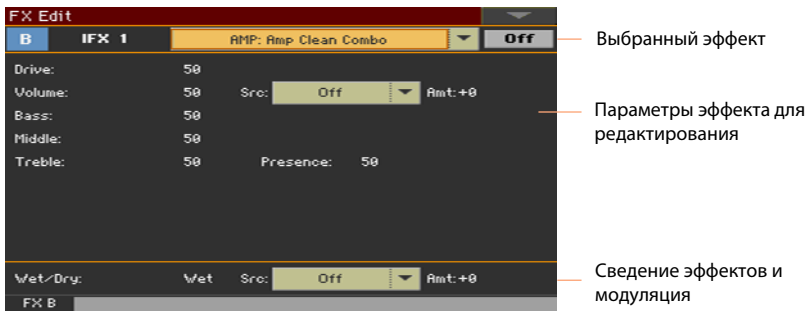 FX Edit
B IFX 1 AMP: Amp Clean Combo Off
Выбранный эффект
Drive: 50
Volume: 50 Src: Off Amt:+0
Параметры эффекта для
редактирования
Bass: 50
Middle: 50
Treble: 50 Presence: 50
Wet/Dry: Wet Src: Off Amt:+0
Сведение эффектов и
модуляция
FX B